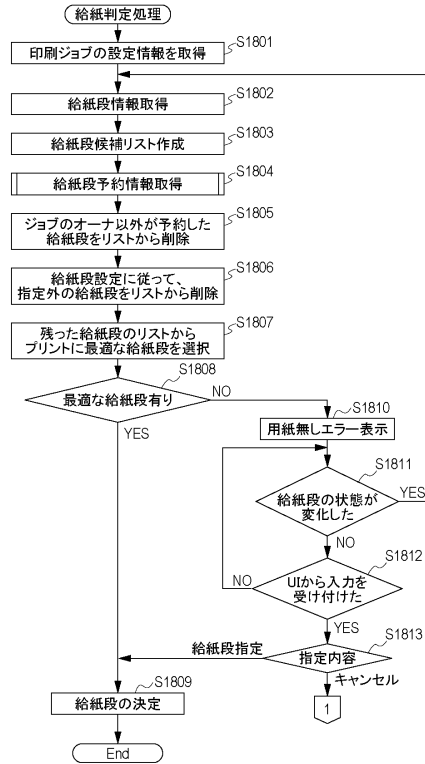 給紙判定処理
印刷ジョブの設定情報を取得
S1801
給紙段情報取得
S1802
給紙段候補リスト作成
S1803
給紙段予約情報取得
S1804
ジョブのオーナ以外が予約した
給紙段をリストから削除
S1805
給紙段設定に従って、
指定外の給紙段をリストから削除
S1806
残った給紙段のリストから
プリントに最適な給紙段を選択
S1807
最適な給紙段有り
S1808
NO
YES
用紙無しエラー表示
S1810
給紙段の状態が
変化した
S1811
YES
NO
UIから入力を
受け付けた
S1812
NO
YES
指定内容
S1813
給紙段指定
キャンセル
1
給紙段の決定
S1809
End